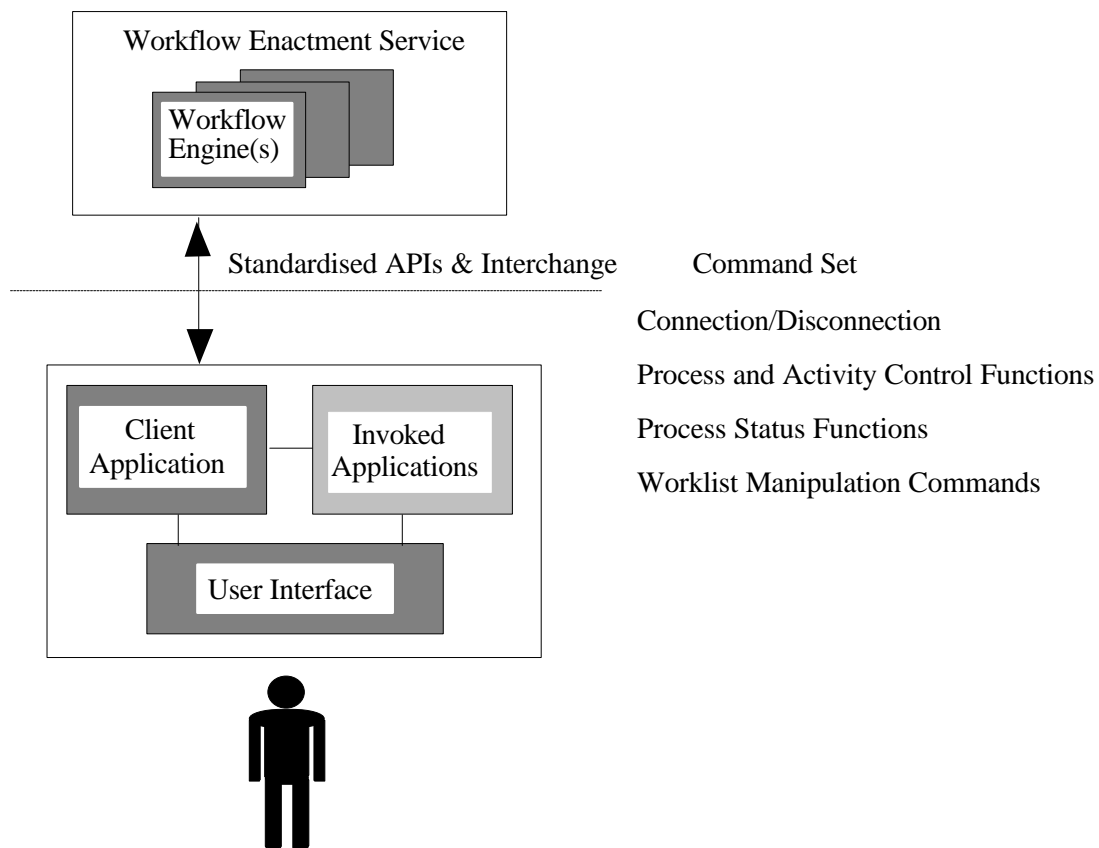 Workflow Enactment Service
Workflow
Engine(s)
Standardised APIs & Interchange
Command Set
Connection/Disconnection
Process and Activity Control Functions
Process Status Functions
Worklist Manipulation Commands
Client
Application
Invoked
Applications
User Interface